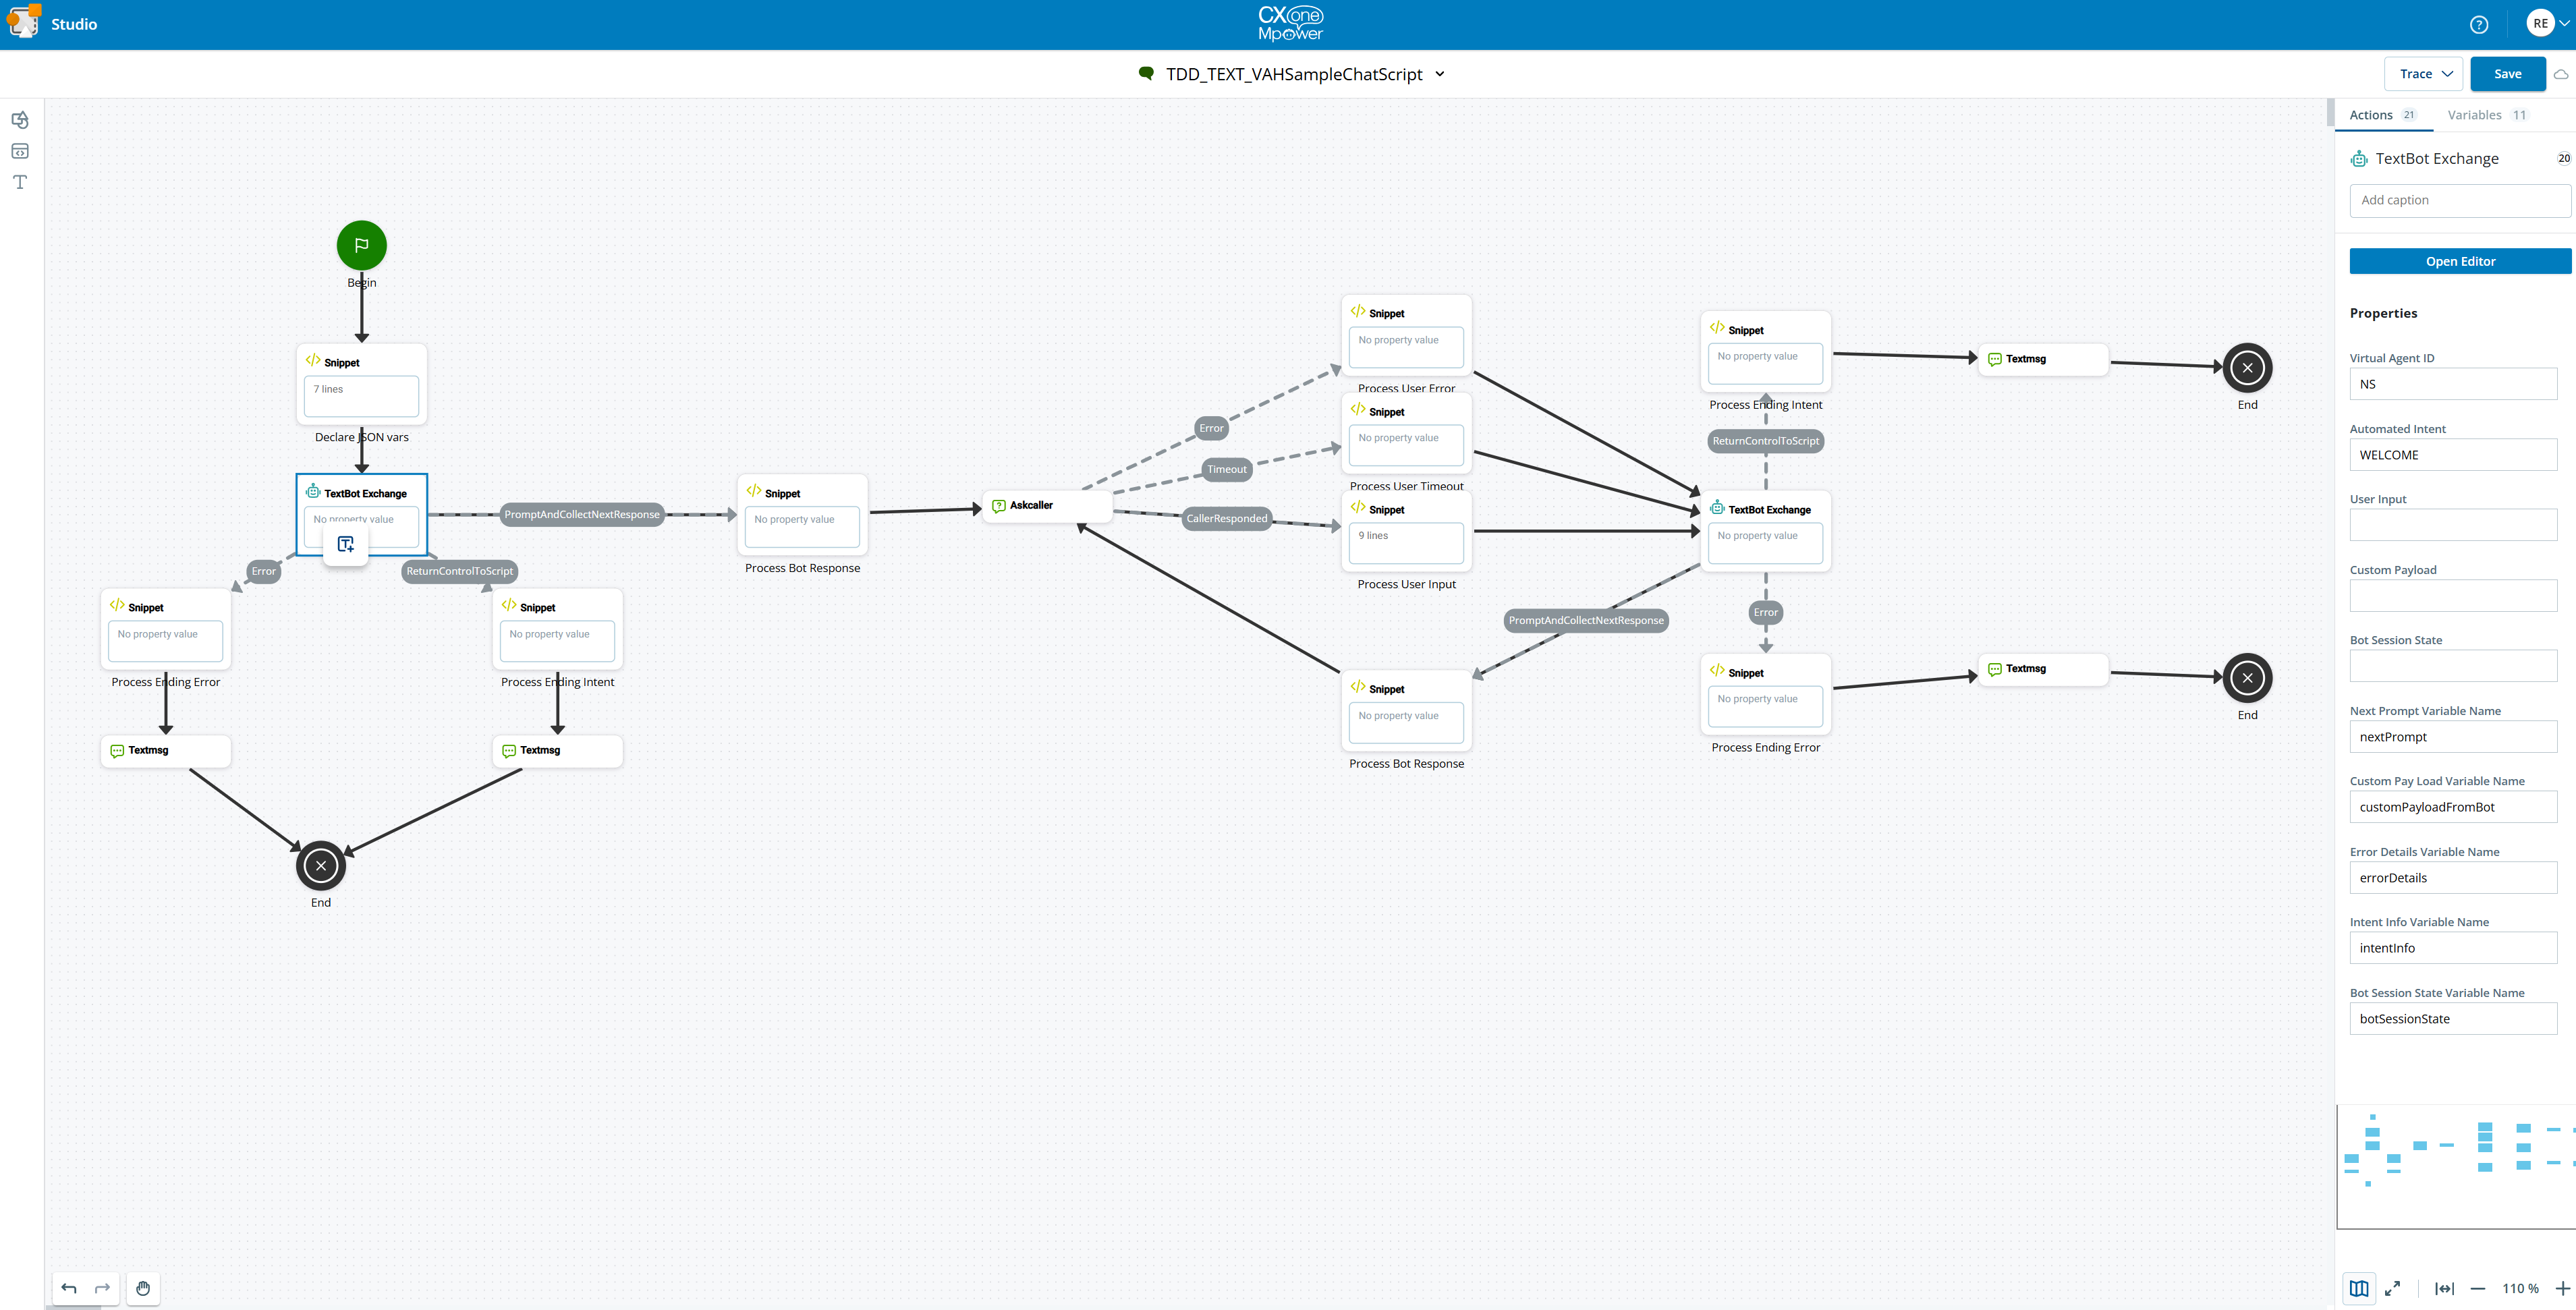 Studio
CXone
Mpower
RE
TDD_TEXT_VAHSampleChatScript
Trace
Save
Begin
Snippet
7 lines
Declare JSON vars
TextBot Exchange
No property value
Error
ReturnControlToScript
PromptAndCollectNextResponse
Snippet
No property value
Process Ending Error
Snippet
No property value
Process Ending Intent
Textmsg
Textmsg
End
Snippet
No property value
Process Bot Response
Askcaller
Error
Timeout
CallerResponded
Snippet
No property value
Process User Error
Snippet
No property value
Process User Timeout
Snippet
9 lines
Process User Input
PromptAndCollectNextResponse
Snippet
No property value
Process Bot Response
Snippet
No property value
Process Ending Intent
ReturnControlToScript
TextBot Exchange
No property value
Error
Snippet
No property value
Process Ending Error
Textmsg
End
Textmsg
End
Actions 21 Variables 11
TextBot Exchange 20
Add caption
Open Editor
Properties
Virtual Agent ID
NS
Automated Intent
WELCOME
User Input
Custom Payload
Bot Session State
Next Prompt Variable Name
nextPrompt
Custom Pay Load Variable Name
customPayloadFromBot
Error Details Variable Name
errorDetails
Intent Info Variable Name
intentInfo
Bot Session State Variable Name
botSessionState
110 %